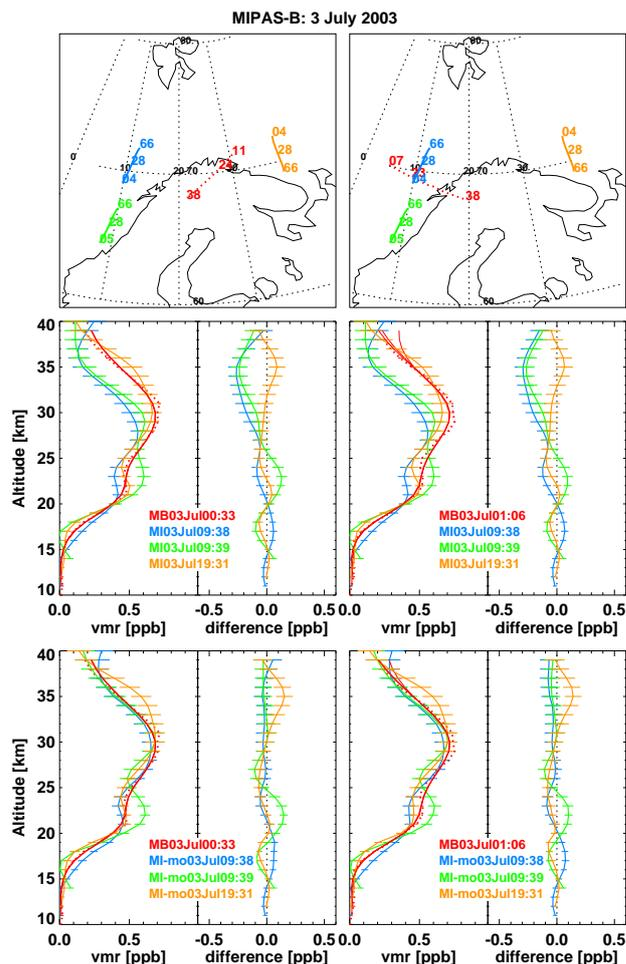 MIPAS-B: 3 July 2003
80. 80.
66 28 04 11 24 38 04 28 66
66 28 04 07 38 04 28 66
0 10 20 70 30 0 10 20 70 30
66 28 05 66 28 05
60 60
40 35 30 25 20 15 10
Altitude [km]
MB03Jul00:33 MB03Jul01:06
MI03Jul09:38 MI03Jul09:38
MI03Jul09:39 MI03Jul09:39
MI03Jul19:31 MI03Jul19:31
0.0 0.5 -0.5 0.0 0.5 0.0 0.5 -0.5 0.0 0.5
vmr [ppb] difference [ppb] vmr [ppb] difference [ppb]
40 35 30 25 20 15 10
Altitude [km]
MB03Jul00:33 MB03Jul01:06
MI-mo03Jul09:38 MI-mo03Jul09:38
MI-mo03Jul09:39 MI-mo03Jul09:39
MI-mo03Jul19:31 MI-mo03Jul19:31
0.0 0.5 -0.5 0.0 0.5 0.0 0.5 -0.5 0.0 0.5
vmr [ppb] difference [ppb] vmr [ppb] difference [ppb]